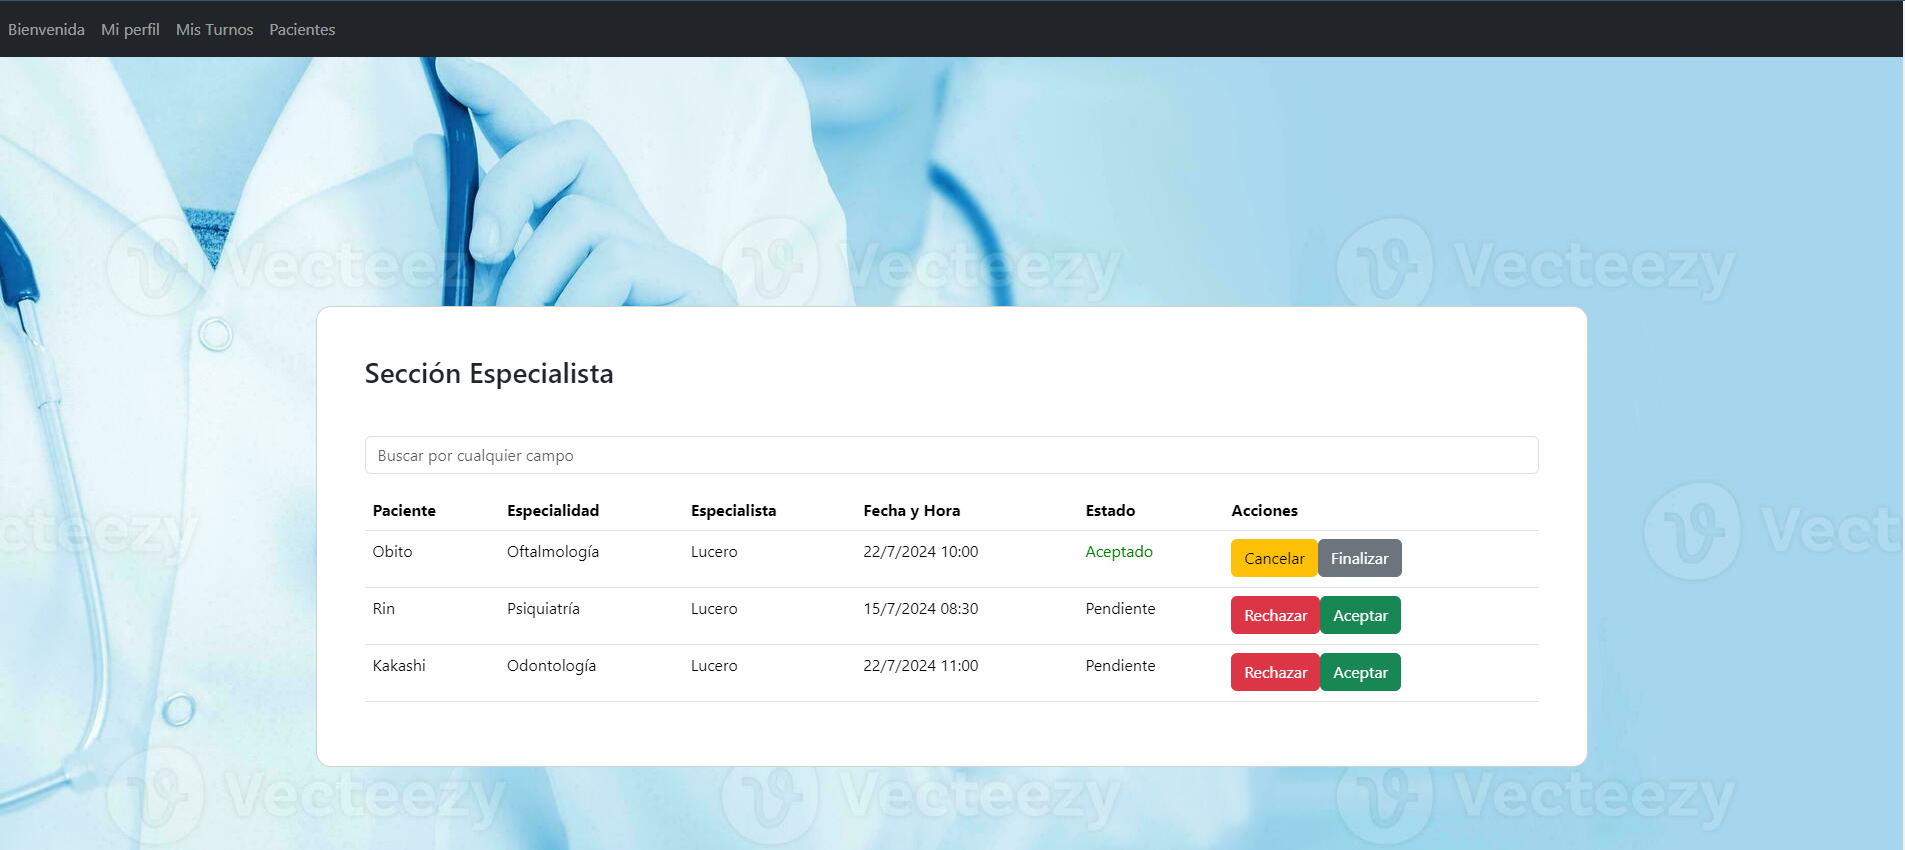 Bienvenida Mi perfil Mis Turnos Pacientes
Vecteezy Vecteezy Vecteezy
Sección Especialista
Buscar por cualquier campo
Paciente Especialidad Especialista Fecha y Hora Estado Acciones
Vecteezy Vect
Obito Oftalmología Lucero 22/7/2024 10:00 Aceptado Cancelar Finalizar
Rin Psiquiatría Lucero 15/7/2024 08:30 Pendiente Rechazar Aceptar
Kakashi Odontología Lucero 22/7/2024 11:00 Pendiente Rechazar Aceptar
Vecteezy Vecteezy Vecteezy